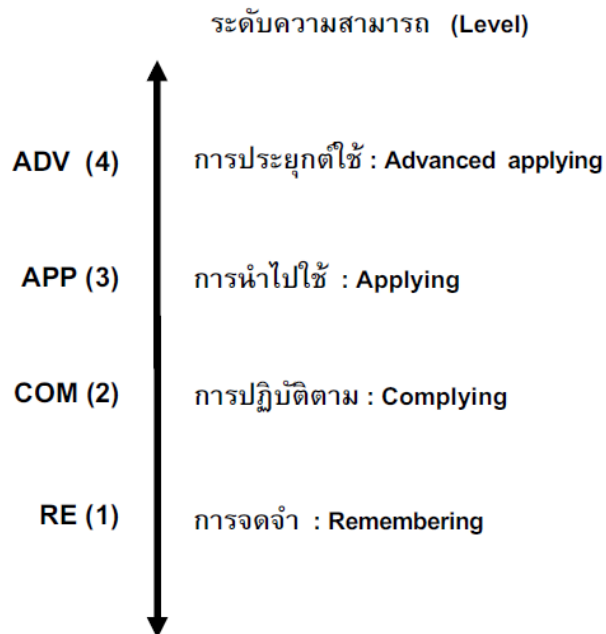 ระดับความสามารถ (Level)
ADV (4) การประยุกต์ใช้ : Advanced applying
APP (3) การนำไปใช้ : Applying
COM (2) การปฏิบัติตาม : Complying
RE (1) การจดจำ : Remembering